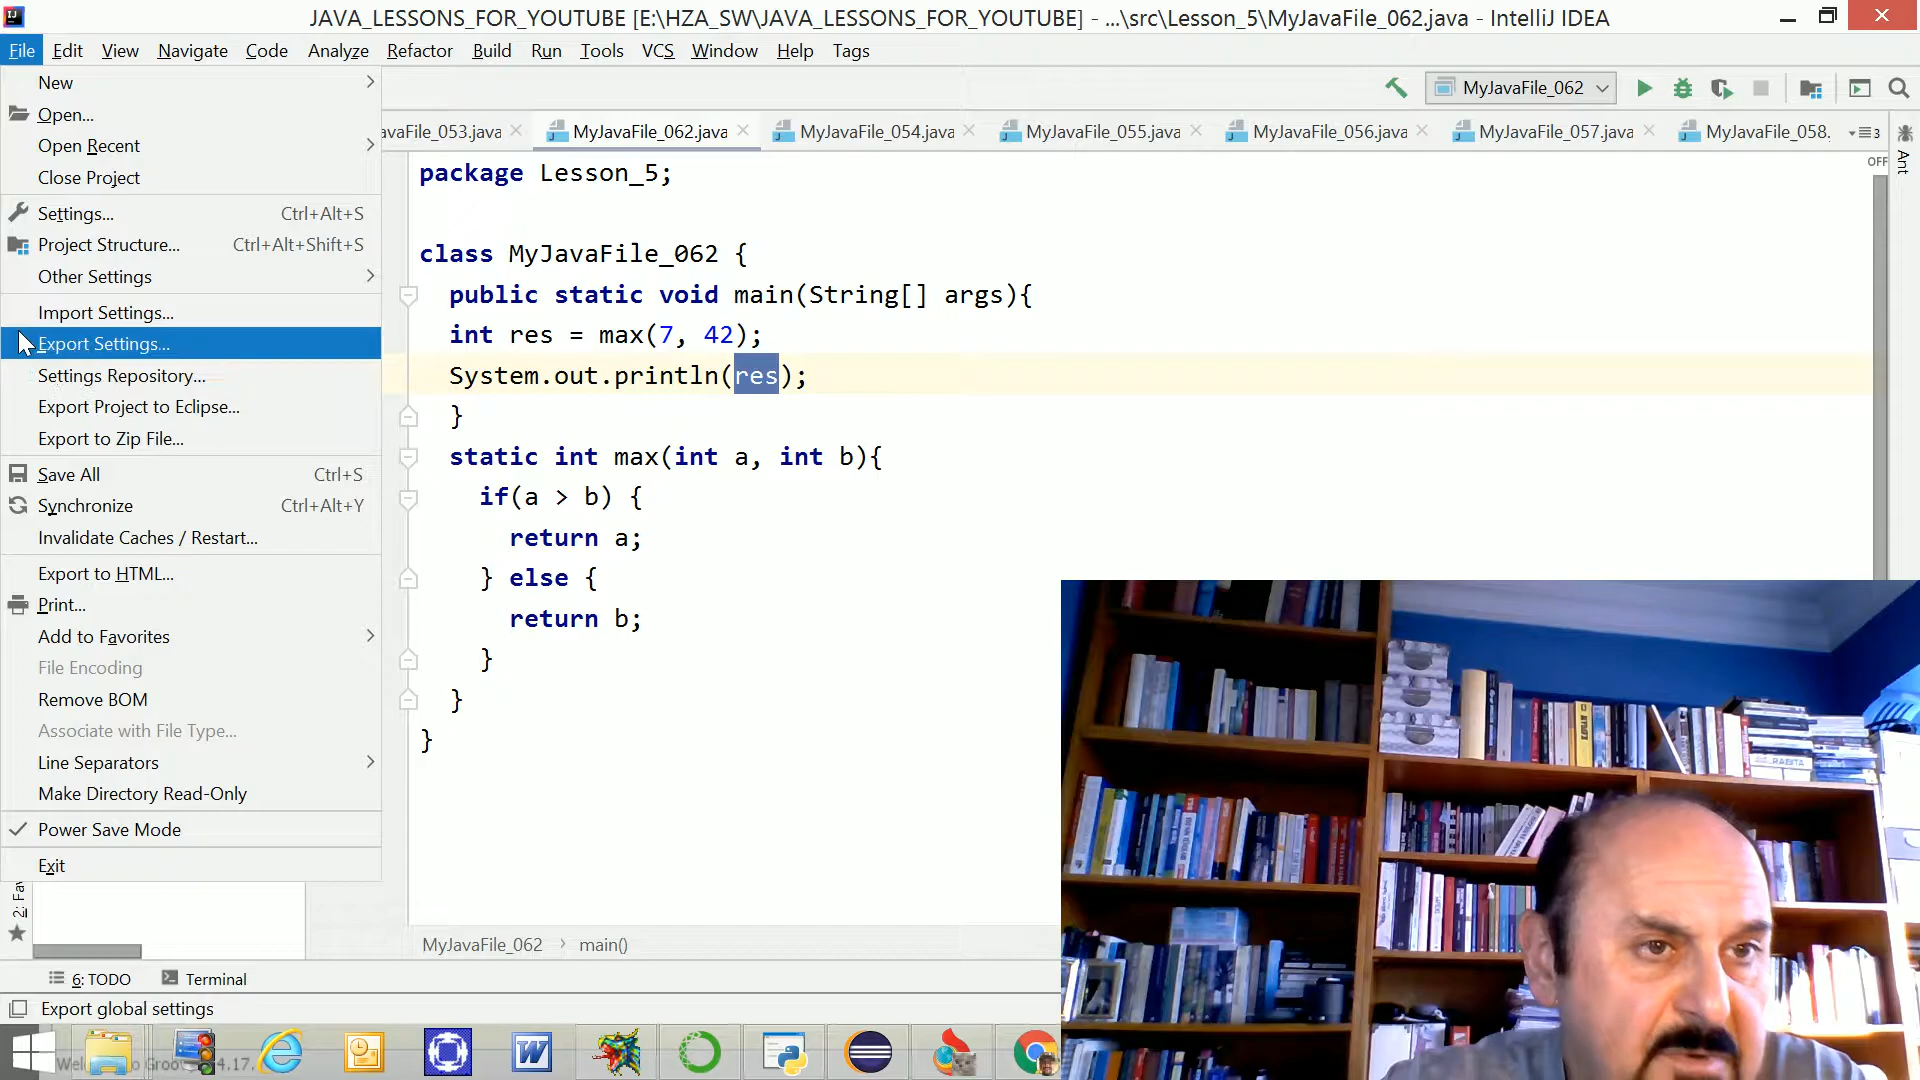 JAVA_LESSONS_FOR_YOUTUBE [E:\HZA_SW\JAVA_LESSONS_FOR_YOUTUBE] - ...\src\Lesson_5\MyJavaFile_062.java - IntelliJ IDEA
File Edit View Navigate Code Analyze Refactor Build Run Tools VCS Window Help Tags
MyJavaFile_062
avaFile_053.java MyJavaFile_062.java MyJavaFile_054.java MyJavaFile_055.java MyJavaFile_056.java MyJavaFile_057.java MyJavaFile_058. 3
New
Open...
Open Recent
Close Project
Settings... Ctrl+Alt+S
Project Structure... Ctrl+Alt+Shift+S
Other Settings
Import Settings...
Export Settings...
Settings Repository...
Export Project to Eclipse...
Export to Zip File...
Save All Ctrl+S
Synchronize Ctrl+Alt+Y
Invalidate Caches / Restart...
Export to HTML...
Print...
Add to Favorites
File Encoding
Remove BOM
Associate with File Type...
Line Separators
Make Directory Read-Only
Power Save Mode
Exit
OFF
Ant
package Lesson_5;
class MyJavaFile_062 {
public static void main(String[] args){
int res = max(7, 42);
System.out.println(res);
}
static int max(int a, int b){
if(a > b) {
return a;
} else {
return b;
}
}
}
2: Fav
MyJavaFile_062 > main()
6: TODO Terminal
Export global settings
RABITA